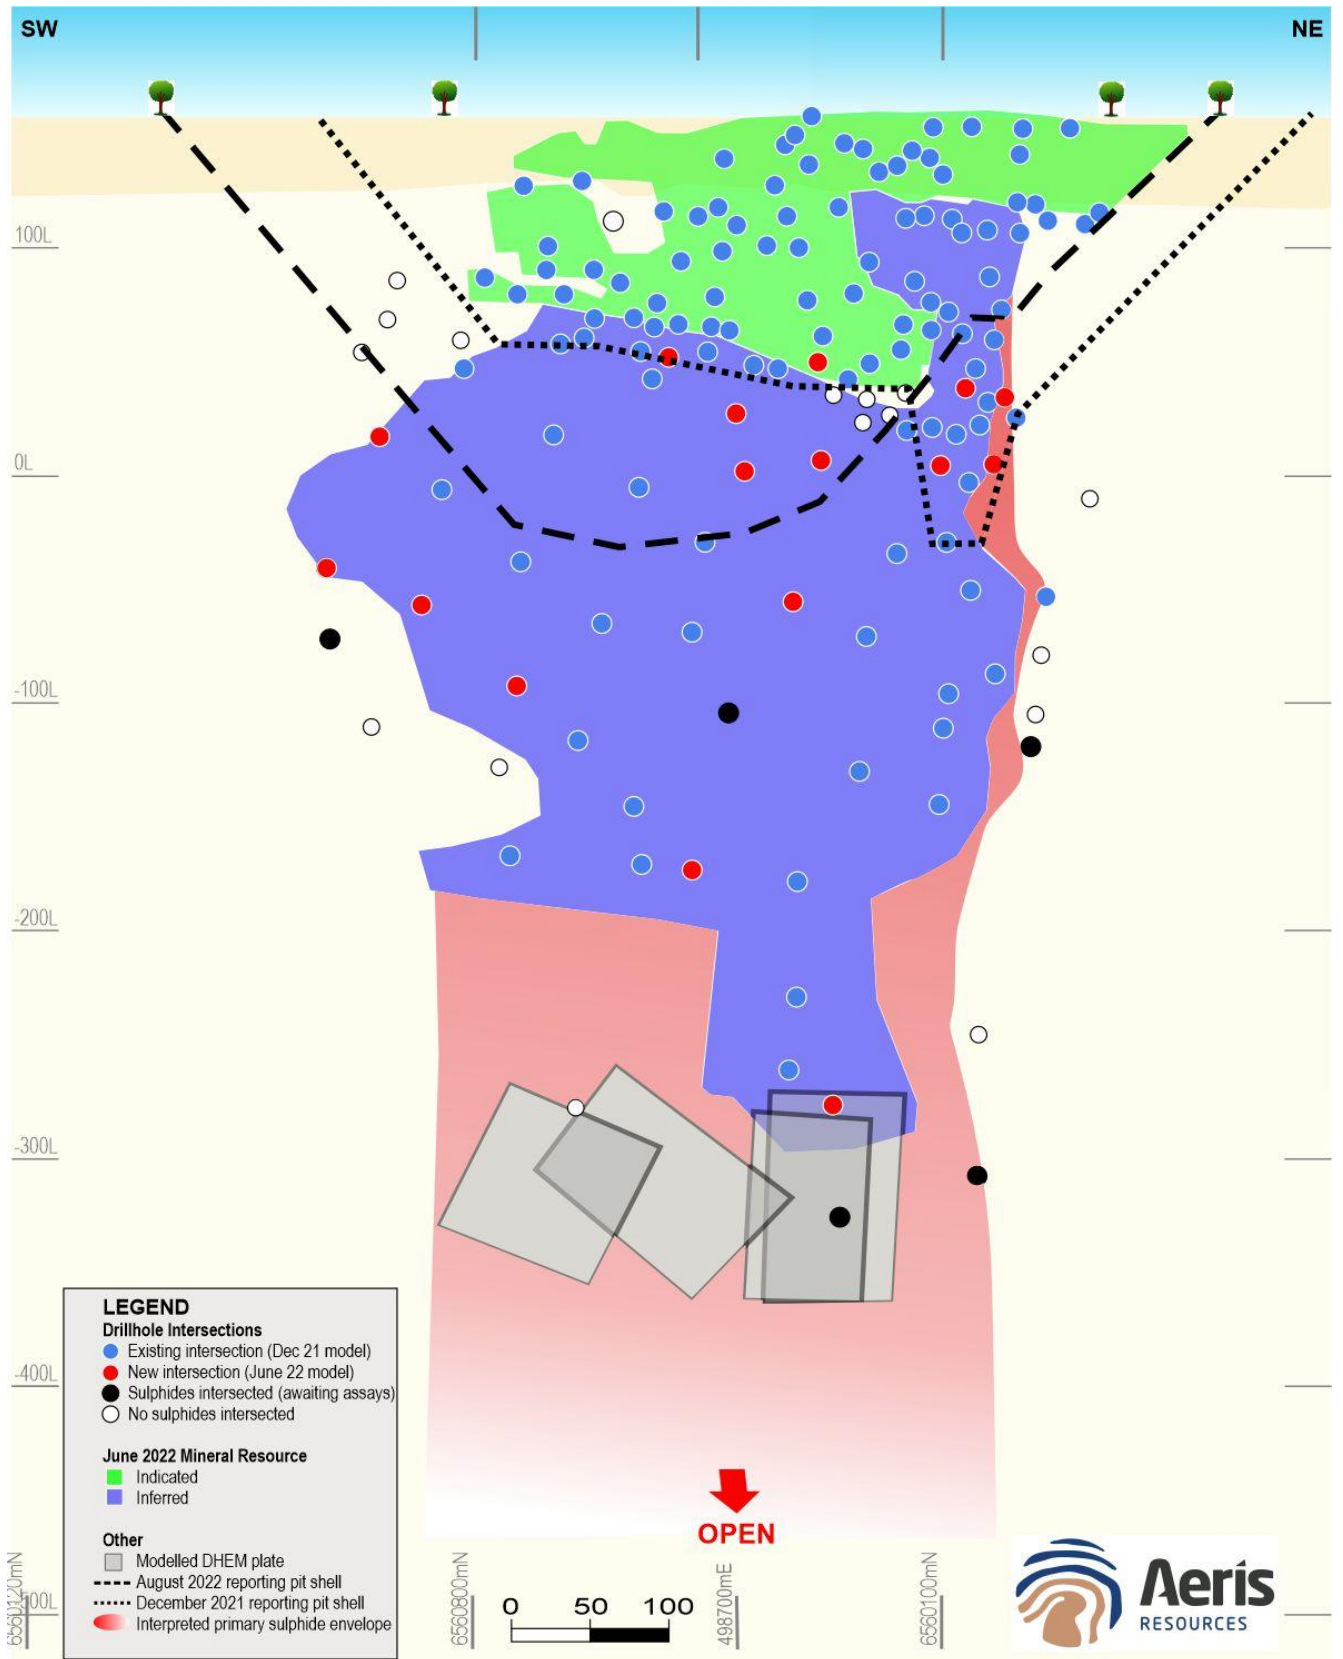 SW
NE
100L
0L
-100L
-200L
-300L
-400L
LEGEND
Drillhole Intersections
Existing intersection (Dec 21 model)
New intersection (June 22 model)
Sulphides intersected (awaiting assays)
No sulphides intersected
June 2022 Mineral Resource
Indicated
Inferred
Other
Modelled DHEM plate
August 2022 reporting pit shell
December 2021 reporting pit shell
Interpreted primary sulphide envelope
OPEN
6560800mN
498700mE
6560100mN
0 50 100
Aeris
RESOURCES